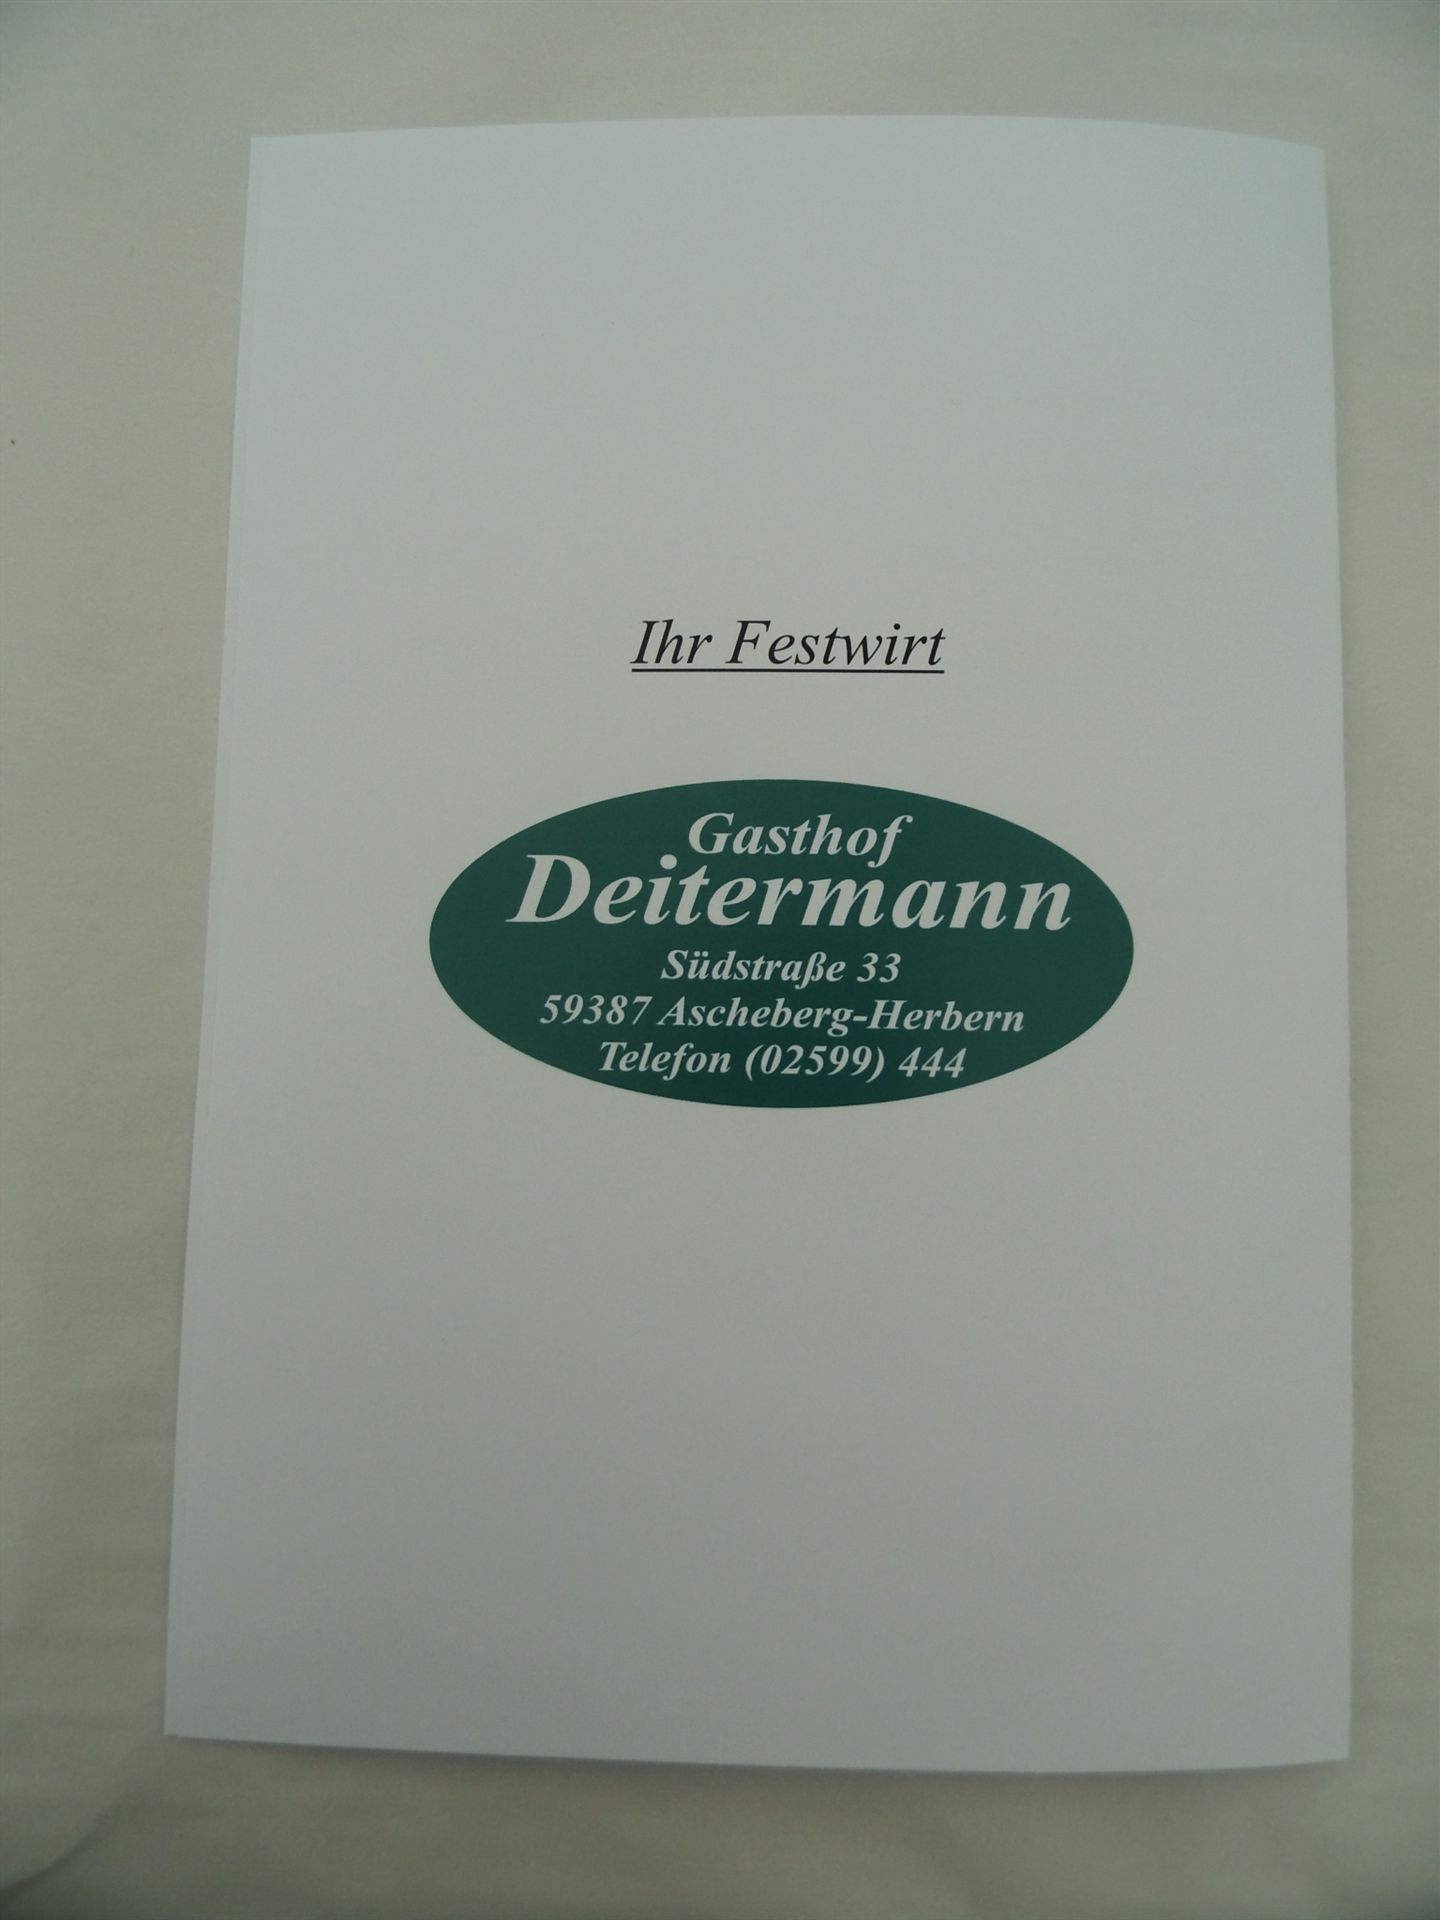 Ihr Festwirt
Gasthof
Deitermann
Südstraße 33
59387 Ascheberg-Herbern
Telefon (02599) 444